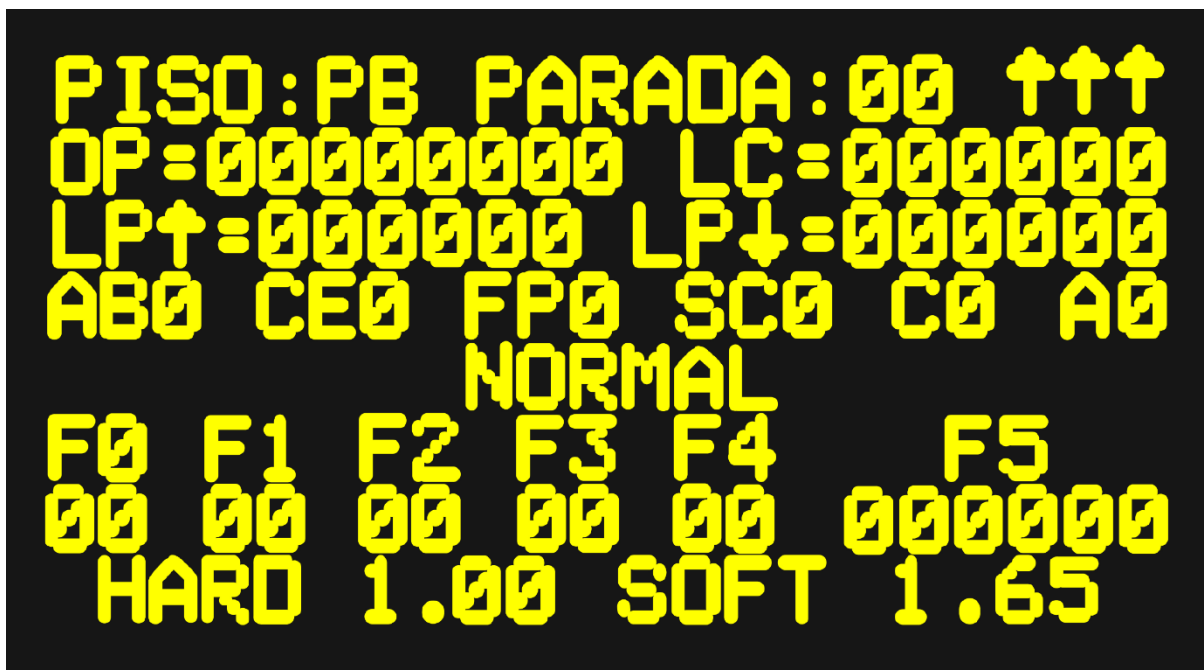 PISO:PB PARADA:00 ↑↑↑
OP=00000000 LC=000000
LP↑=000000 LP↓=000000
AB0 CE0 FP0 SC0 C0 A0
NORMAL
F0 F1 F2 F3 F4 F5
00 00 00 00 00 000000
HARD 1.00 SOFT 1.65